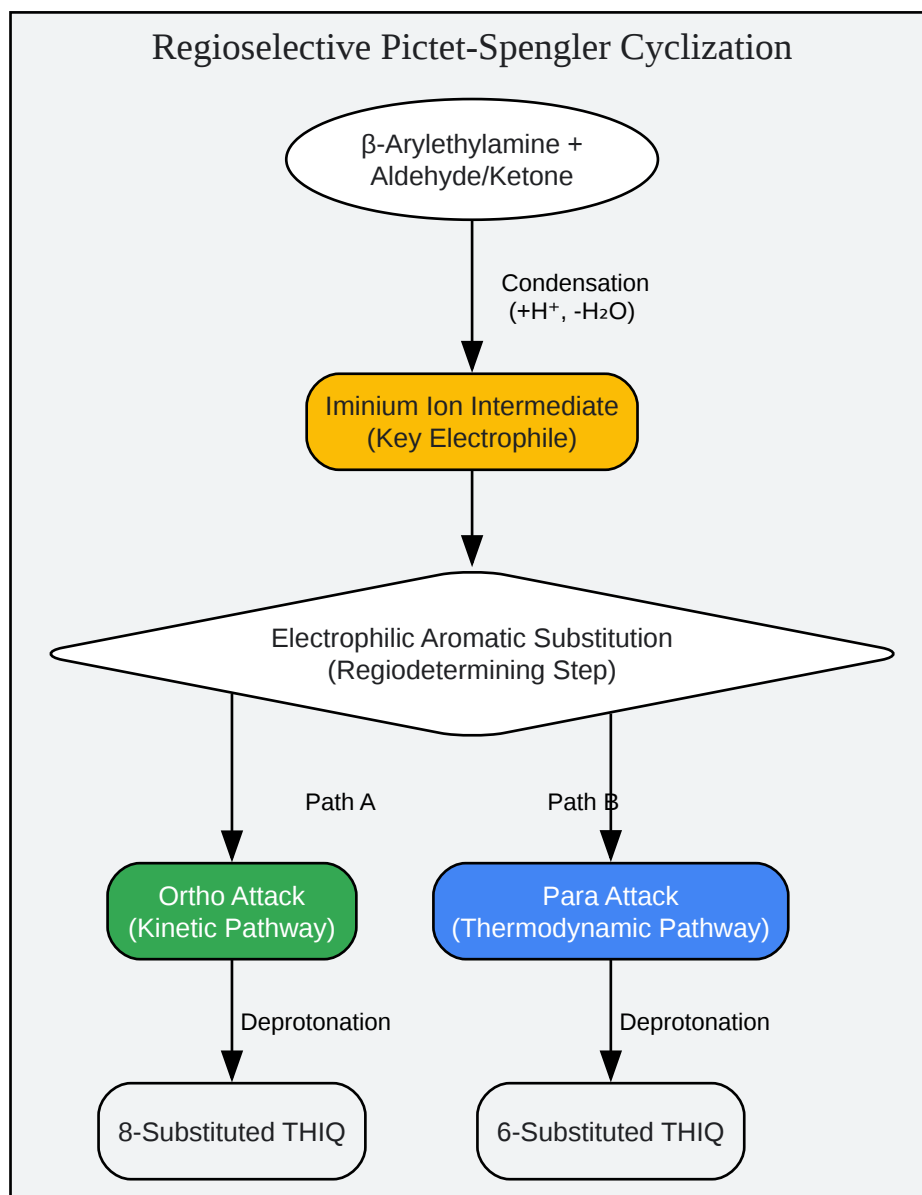 Regioselective Pictet-Spengler Cyclization
β-Arylethylamine +
Aldehyde/Ketone
Condensation
(+H⁺, -H₂O)
Iminium Ion Intermediate
(Key Electrophile)
Electrophilic Aromatic Substitution
(Regiodetermining Step)
Path A
Path B
Ortho Attack
(Kinetic Pathway)
Para Attack
(Thermodynamic Pathway)
Deprotonation
Deprotonation
8-Substituted THIQ
6-Substituted THIQ